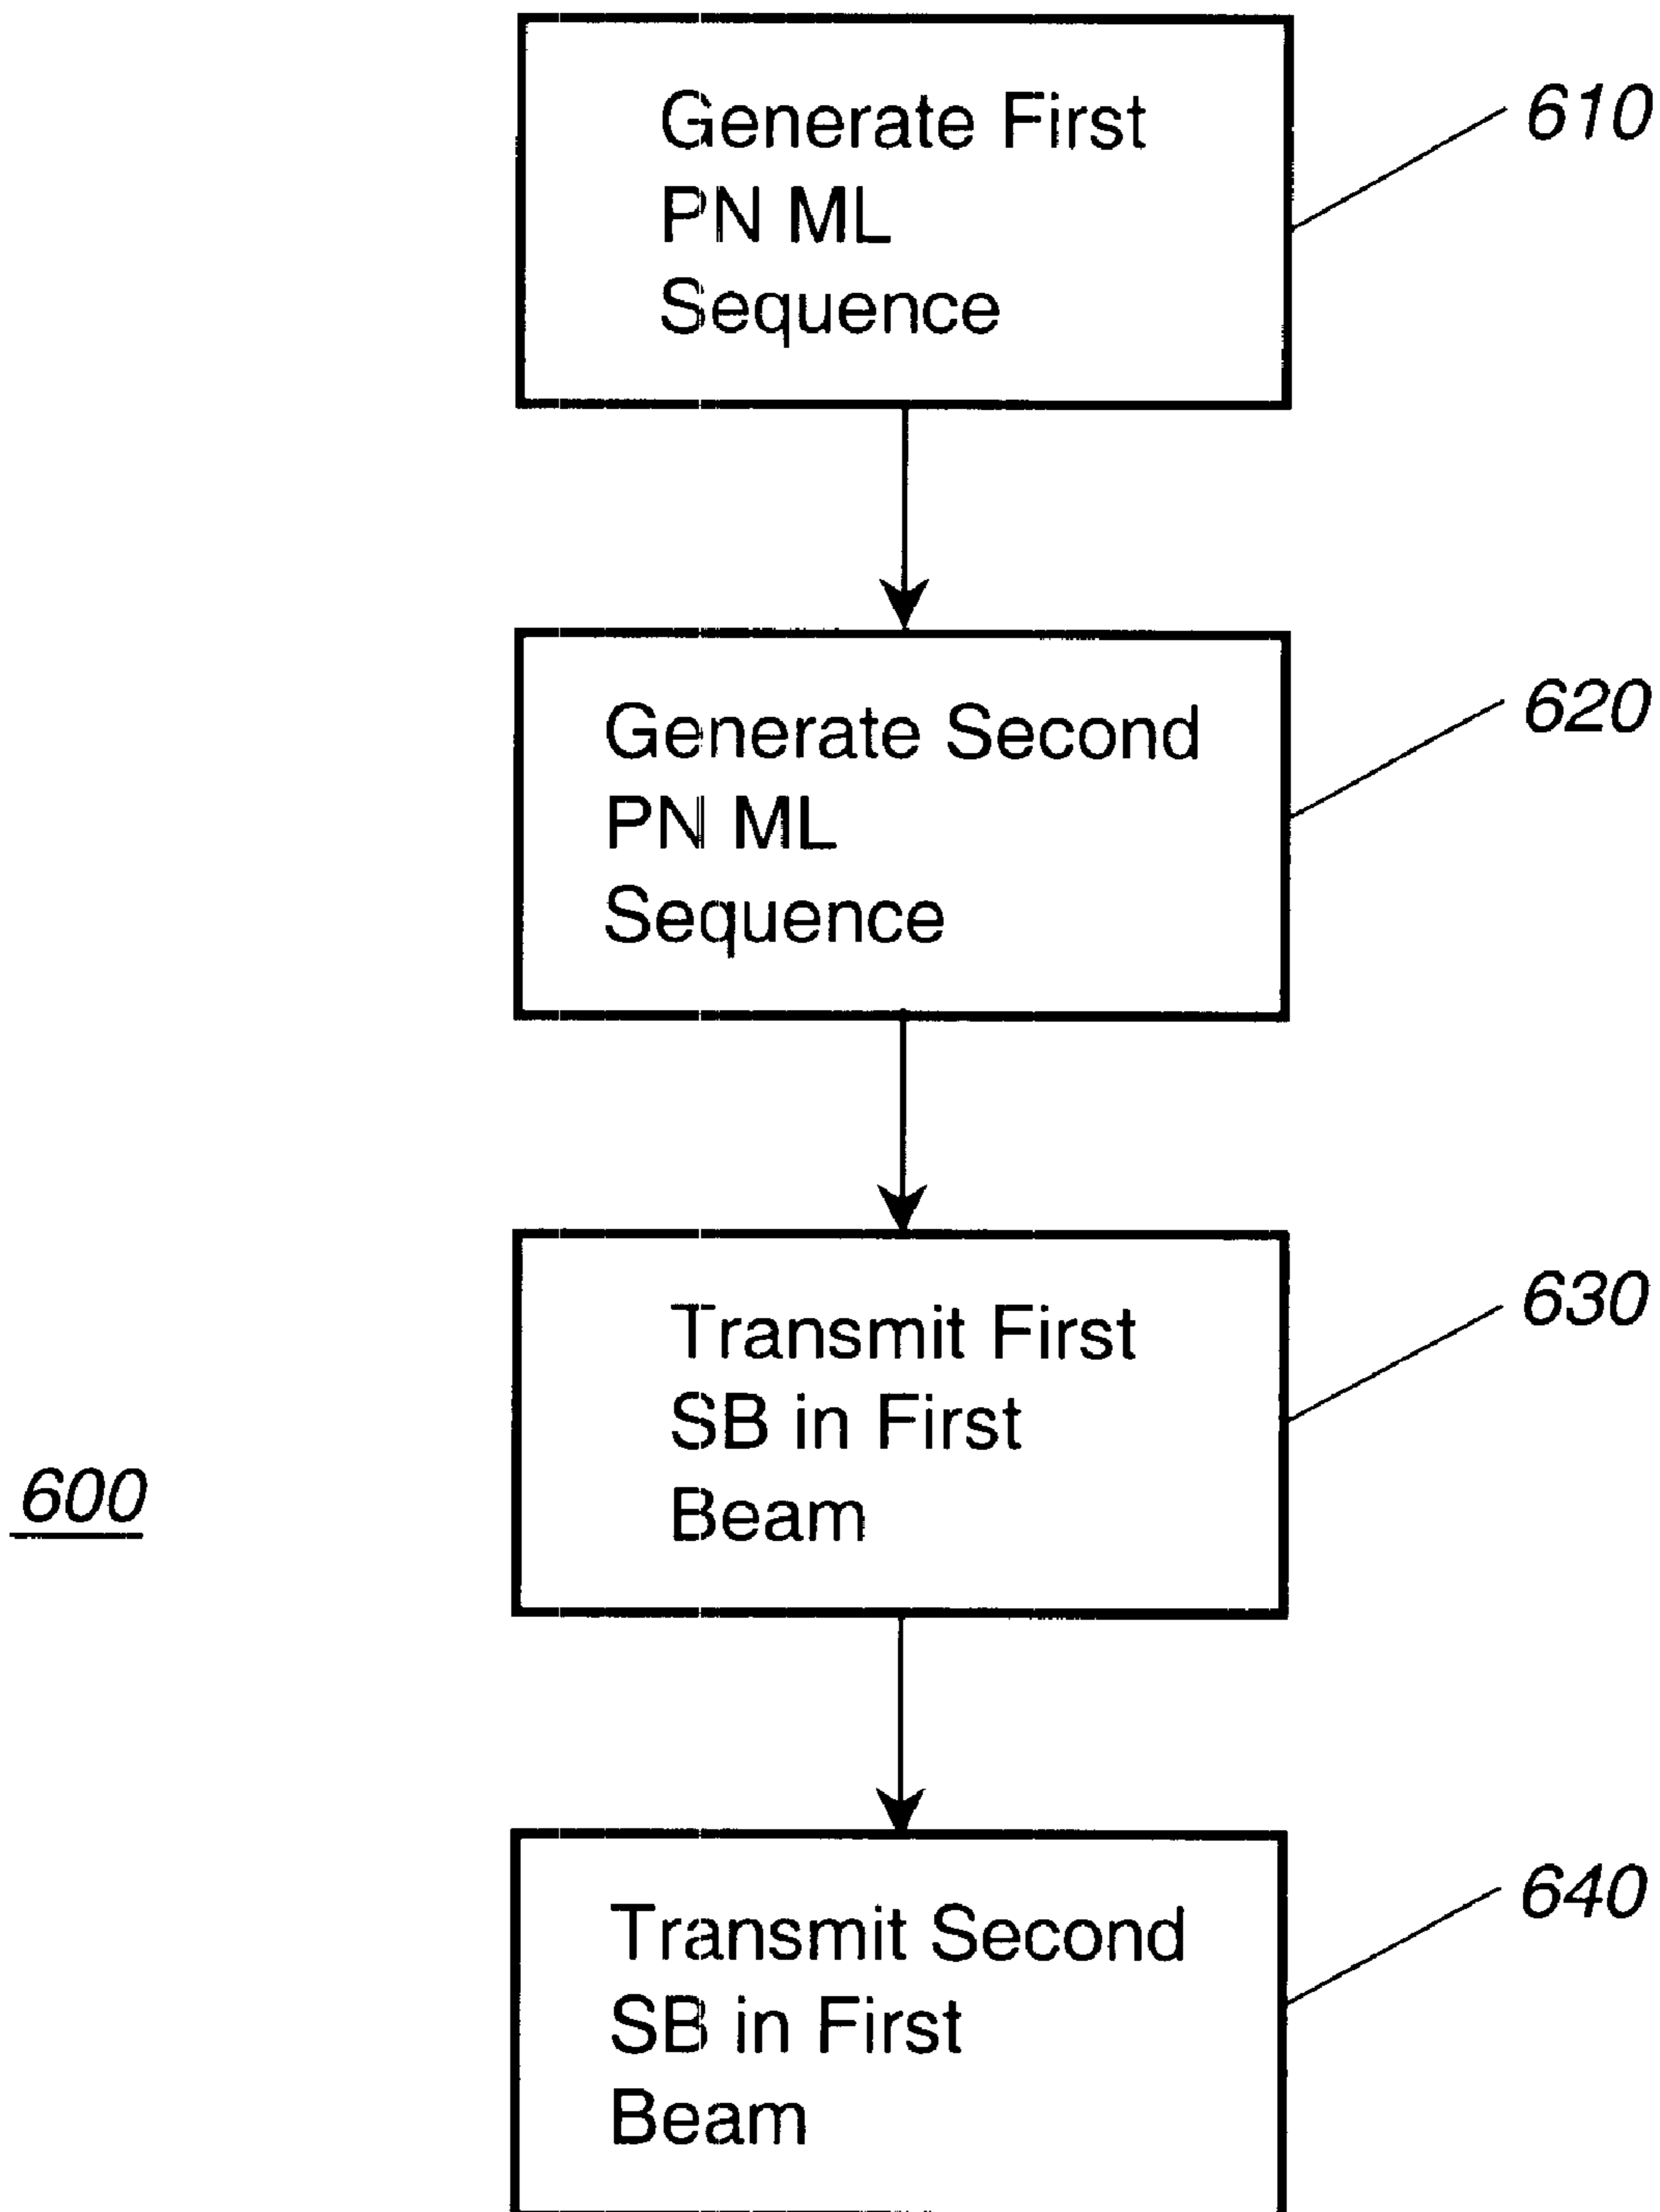 Generate First
PN ML
Sequence
610
Generate Second
PN ML
Sequence
620
Transmit First
SB in First
Beam
630
600
Transmit Second
SB in First
Beam
640